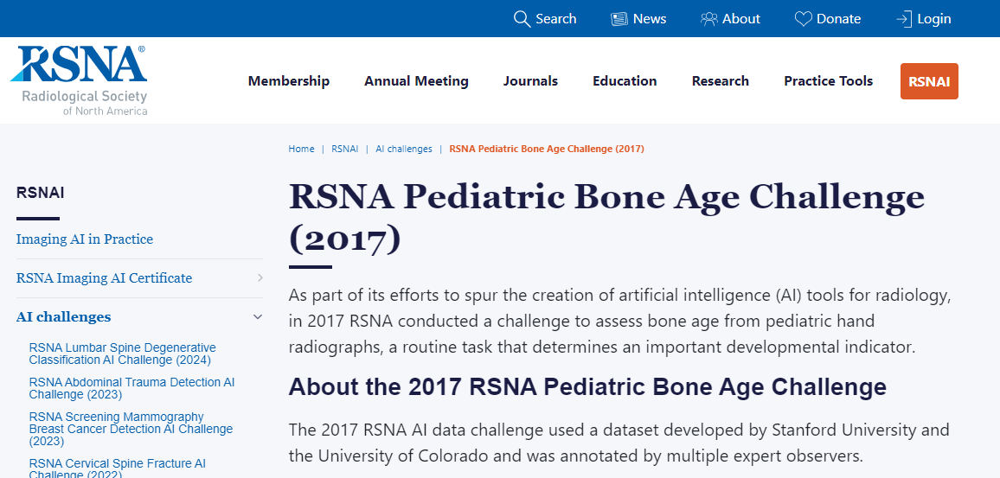 Search
News
About
Donate
Login
RSNA®
Radiological Society
of North America
Membership
Annual Meeting
Journals
Education
Research
Practice Tools
RSNAI
Home | RSNAI | AI challenges | RSNA Pediatric Bone Age Challenge (2017)
RSNAI
Imaging AI in Practice
RSNA Imaging AI Certificate
AI challenges
RSNA Lumbar Spine Degenerative
Classification AI Challenge (2024)
RSNA Abdominal Trauma Detection AI
Challenge (2023)
RSNA Screening Mammography
Breast Cancer Detection AI Challenge
(2023)
RSNA Cervical Spine Fracture AI
Challenge (2022)
RSNA Pediatric Bone Age Challenge
(2017)
As part of its efforts to spur the creation of artificial intelligence (AI) tools for radiology,
in 2017 RSNA conducted a challenge to assess bone age from pediatric hand
radiographs, a routine task that determines an important developmental indicator.
About the 2017 RSNA Pediatric Bone Age Challenge
The 2017 RSNA AI data challenge used a dataset developed by Stanford University and
the University of Colorado and was annotated by multiple expert observers.